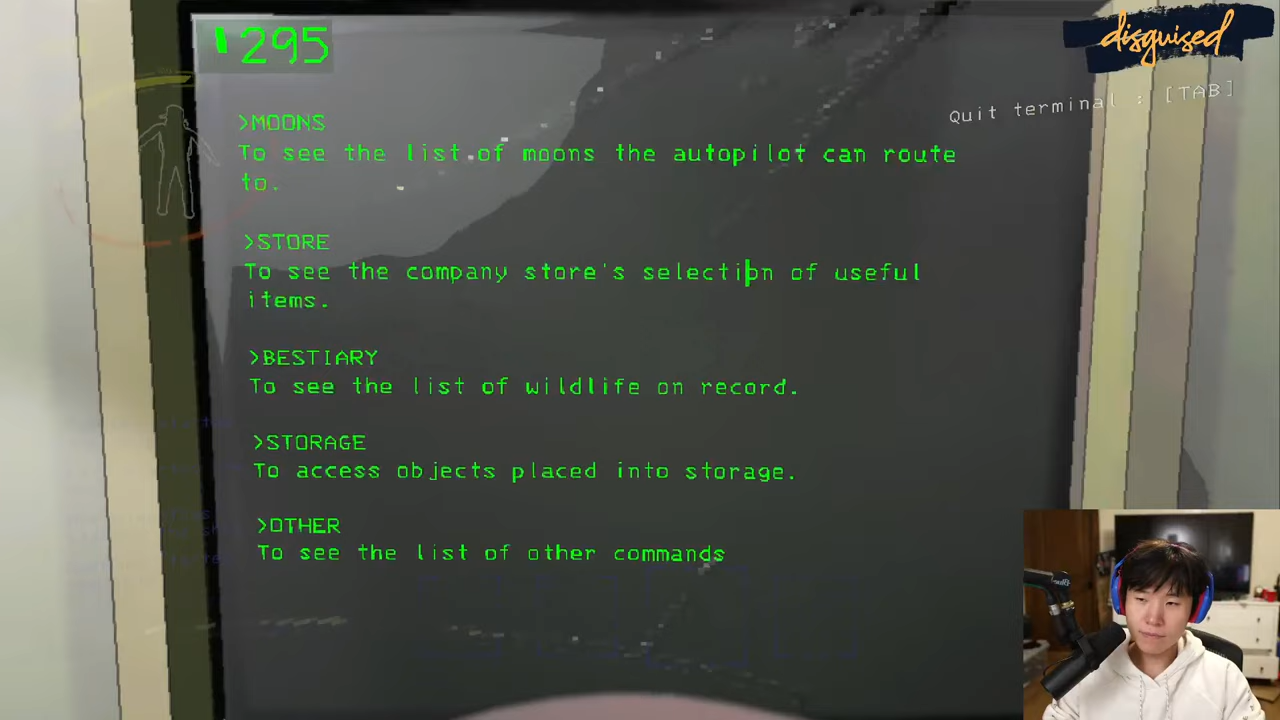 295
disguised
Quit terminal : [TAB]
>MOONS
To see the list of moons the autopilot can route
to.
>STORE
To see the company store's selection of useful
items.
>BESTIARY
To see the list of wildlife on record.
>STORAGE
To access objects placed into storage.
>OTHER
To see the list of other commands